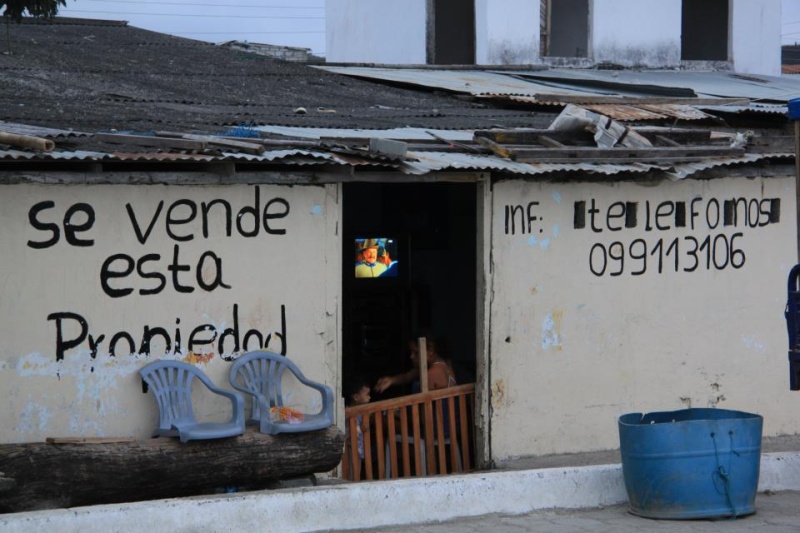 se vende
esta
Propiedad
INF: telefonos
099113106